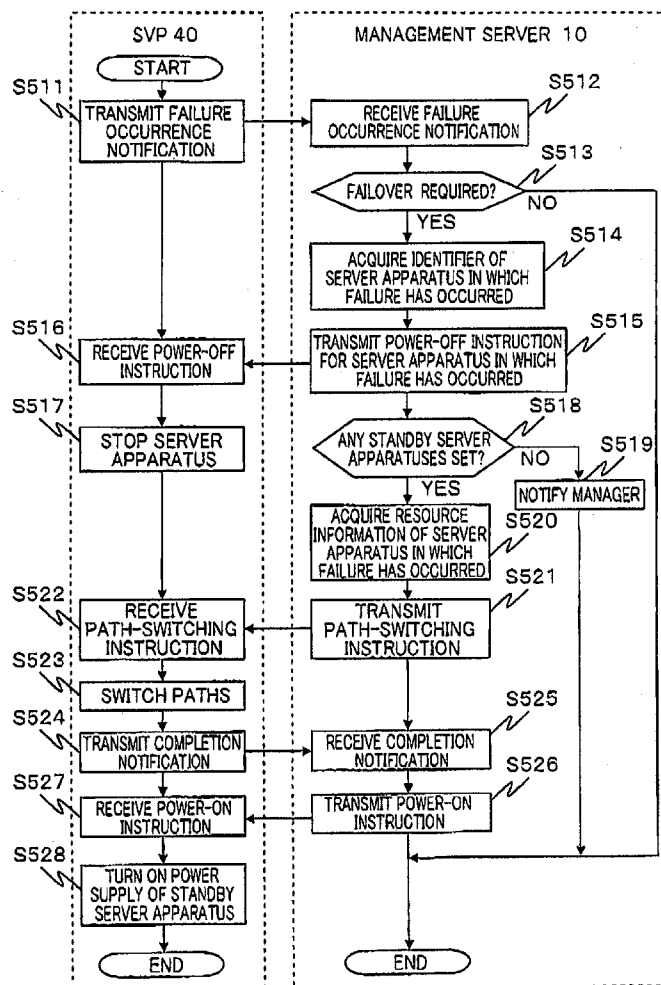 SVP 40
MANAGEMENT SERVER 10
START
S511
TRANSMIT FAILURE
OCCURRENCE
NOTIFICATION
S512
RECEIVE FAILURE
OCCURRENCE NOTIFICATION
S513
FAILOVER REQUIRED?
NO
YES
S514
ACQUIRE IDENTIFIER OF
SERVER APPARATUS IN WHICH
FAILURE HAS OCCURRED
S515
TRANSMIT POWER-OFF INSTRUCTION
FOR SERVER APPARATUS IN WHICH
FAILURE HAS OCCURRED
S516
RECEIVE POWER-OFF
INSTRUCTION
S517
STOP SERVER
APPARATUS
S518
ANY STANDBY SERVER
APPARATUSES SET?
NO
YES
S519
NOTIFY MANAGER
S520
ACQUIRE RESOURCE
INFORMATION OF SERVER
APPARATUS IN WHICH
FAILURE HAS OCCURRED
S521
TRANSMIT
PATH-SWITCHING
INSTRUCTION
S522
RECEIVE
PATH-SWITCHING
INSTRUCTION
S523
SWITCH PATHS
S524
TRANSMIT COMPLETION
NOTIFICATION
S525
RECEIVE COMPLETION
NOTIFICATION
S526
TRANSMIT POWER-ON
INSTRUCTION
S527
RECEIVE POWER-ON
INSTRUCTION
S528
TURN ON POWER
SUPPLY OF STANDBY
SERVER APPARATUS
END
END